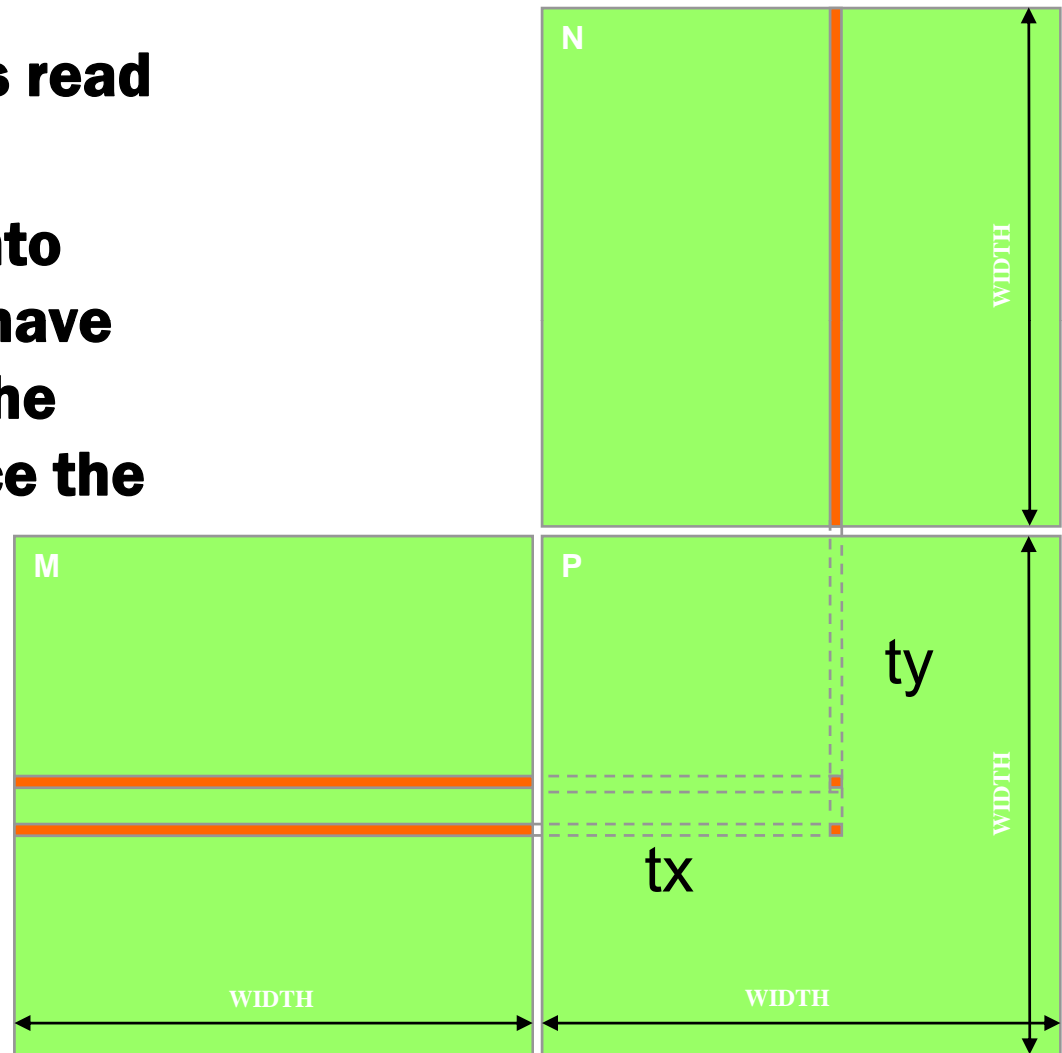 s read
nto
have
he
ce the
N
WIDTH
M
P
ty
WIDTH
tx
WIDTH
WIDTH